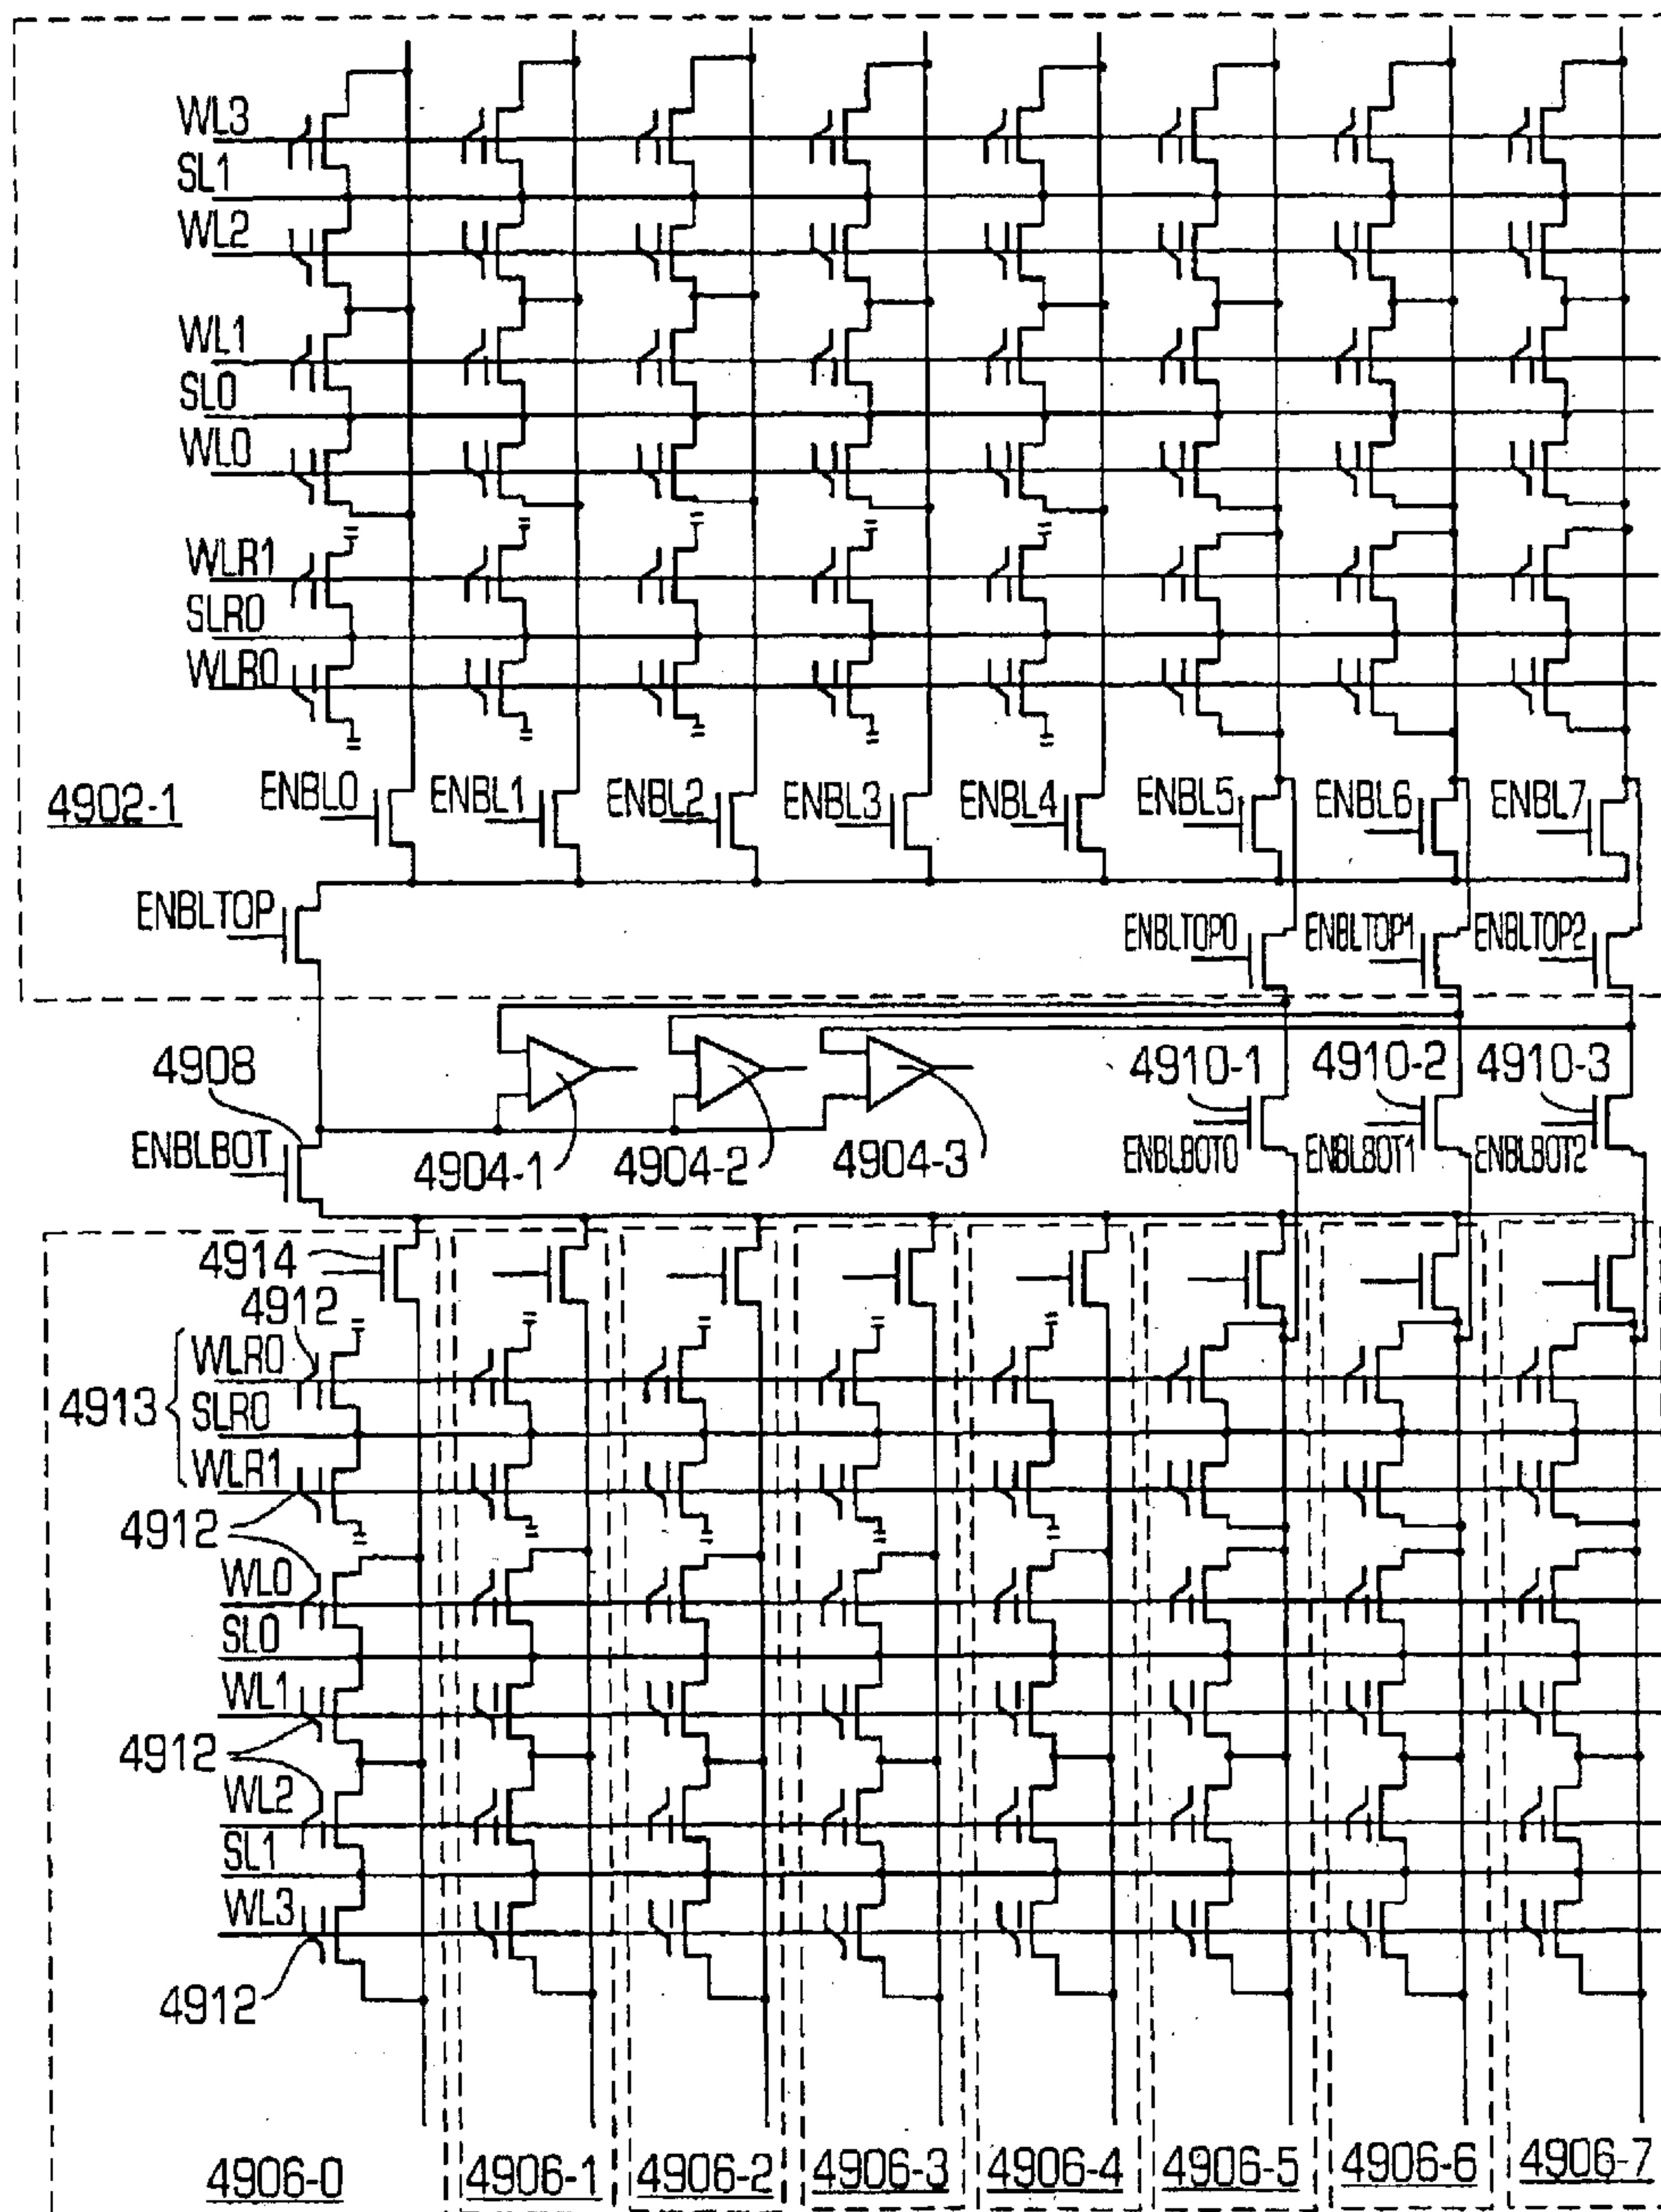 WL3
SL1
WL2
WL1
SL0
WL0
WLR1
SLR0
WLR0
4902-1
ENBL0
ENBL1
ENBL2
ENBL3
ENBL4
ENBL5
ENBL6
ENBL7
ENBLTOP
ENBLTOP0
ENBLTOP1
ENBLTOP2
4908
4910-1
4910-2
4910-3
ENBLBOT
4904-1
4904-2
4904-3
ENBLBOT0
ENBLBOT1
ENBLBOT2
4914
4912
WLR0
4913
SLR0
WLR1
4912
WL0
SL0
WL1
4912
WL2
SL1
WL3
4912
4906-0
4906-1
4906-2
4906-3
4906-4
4906-5
4906-6
4906-7